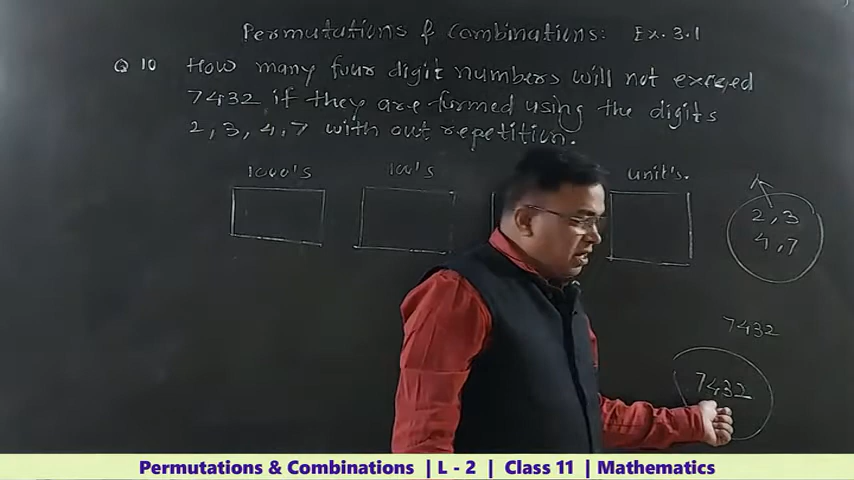 Permutations & Combinations: Ex. 3.1
Q 10 How many four digit numbers will not exceed
7432 if they are formed using the digits
2, 3, 4, 7 with out repetition.
1000's 100's unit's.
2, 3
4, 7
7432
7432
Permutations & Combinations | L - 2 | Class 11 | Mathematics